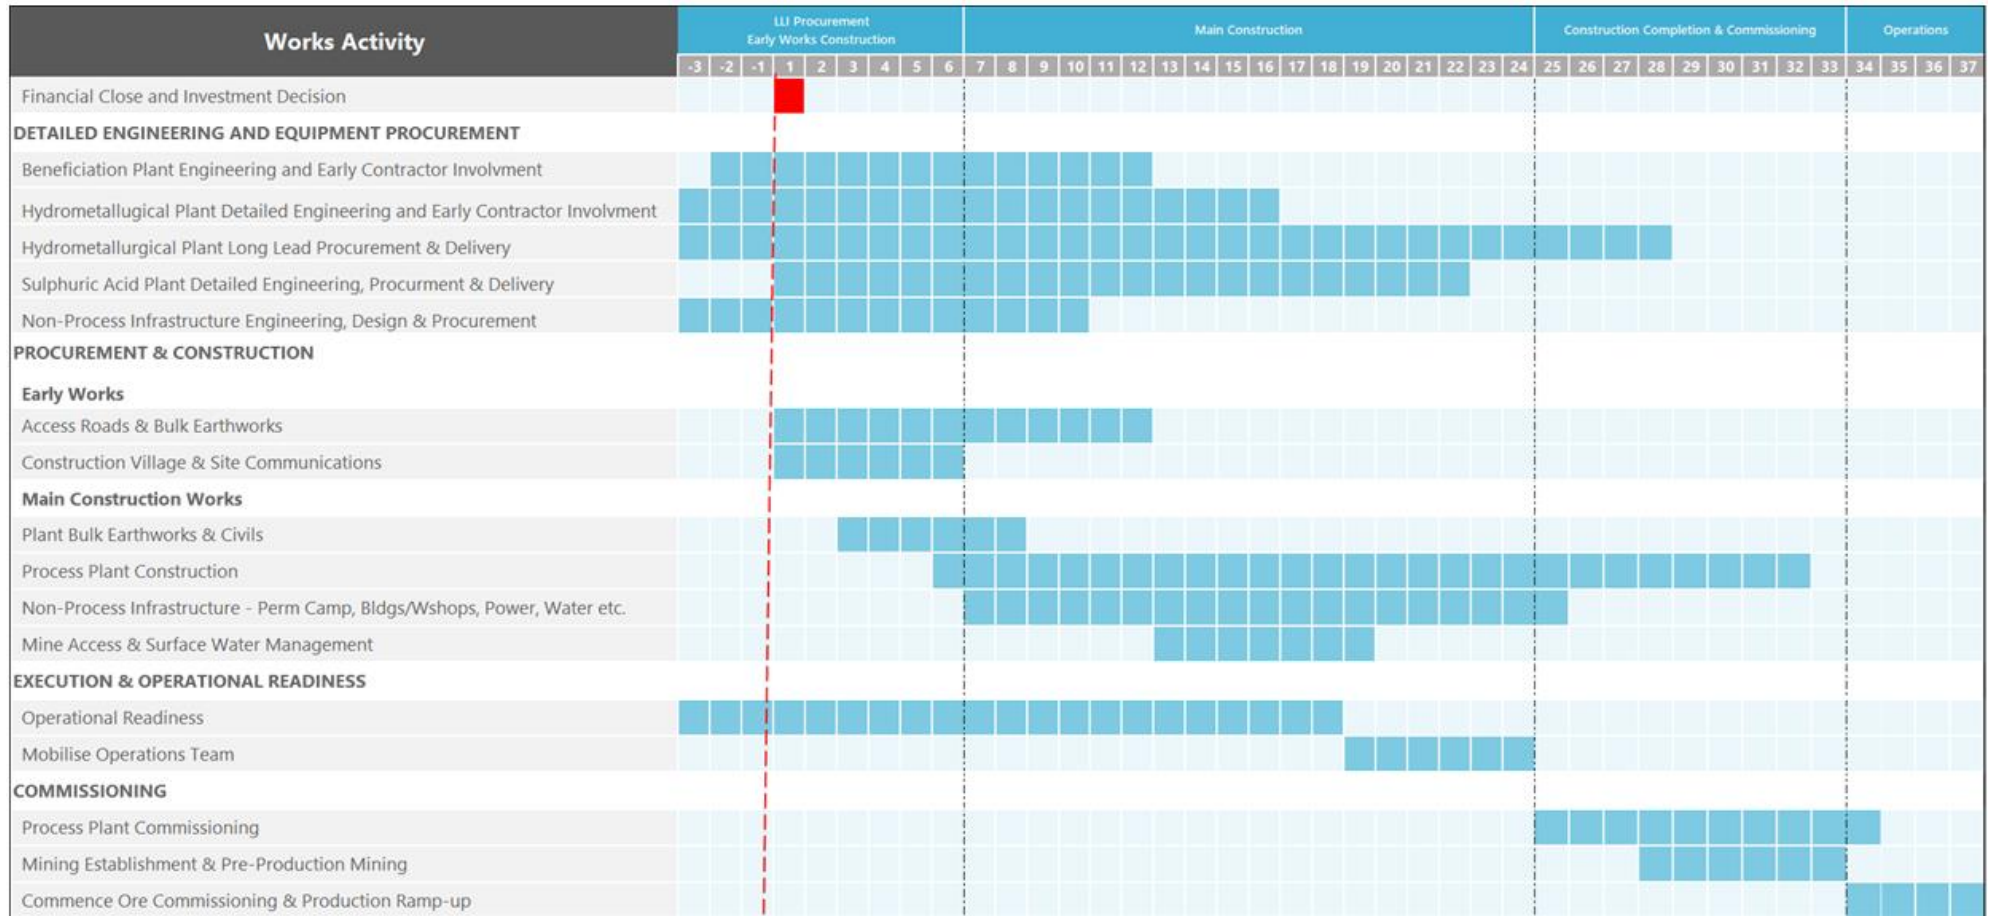 Works Activity
LLI Procurement
Early Works Construction
Main Construction
Construction Completion & Commissioning
Operations
-3 -2 -1 1 2 3 4 5 6 7 8 9 10 11 12 13 14 15 16 17 18 19 20 21 22 23 24 25 26 27 28 29 30 31 32 33 34 35 36 37
Financial Close and Investment Decision
DETAILED ENGINEERING AND EQUIPMENT PROCUREMENT
Beneficiation Plant Engineering and Early Contractor Involvment
Hydrometallugical Plant Detailed Engineering and Early Contractor Involvment
Hydrometallurgical Plant Long Lead Procurement & Delivery
Sulphuric Acid Plant Detailed Engineering, Procurment & Delivery
Non-Process Infrastructure Engineering, Design & Procurement
PROCUREMENT & CONSTRUCTION
Early Works
Access Roads & Bulk Earthworks
Construction Village & Site Communications
Main Construction Works
Plant Bulk Earthworks & Civils
Process Plant Construction
Non-Process Infrastructure - Perm Camp, Bldgs/Wshops, Power, Water etc.
Mine Access & Surface Water Management
EXECUTION & OPERATIONAL READINESS
Operational Readiness
Mobilise Operations Team
COMMISSIONING
Process Plant Commissioning
Mining Establishment & Pre-Production Mining
Commence Ore Commissioning & Production Ramp-up